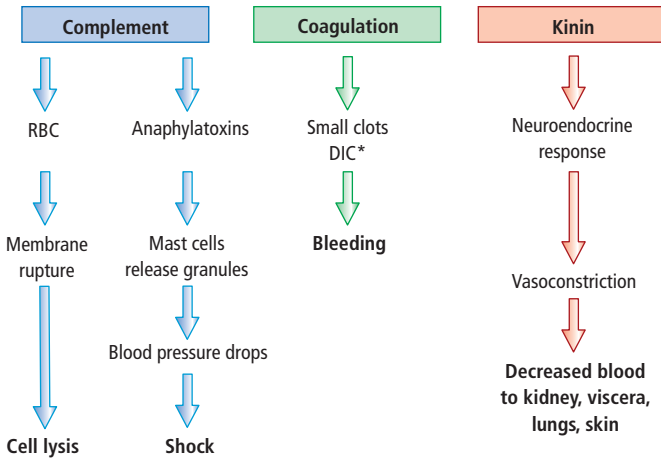 Complement
RBC
Membrane
rupture
Cell lysis
Anaphylatoxins
Mast cells
release granules
Blood pressure drops
Shock
Coagulation
Small clots
DIC*
Bleeding
Kinin
Neuroendocrine
response
Vasoconstriction
Decreased blood
to kidney, viscera,
lungs, skin